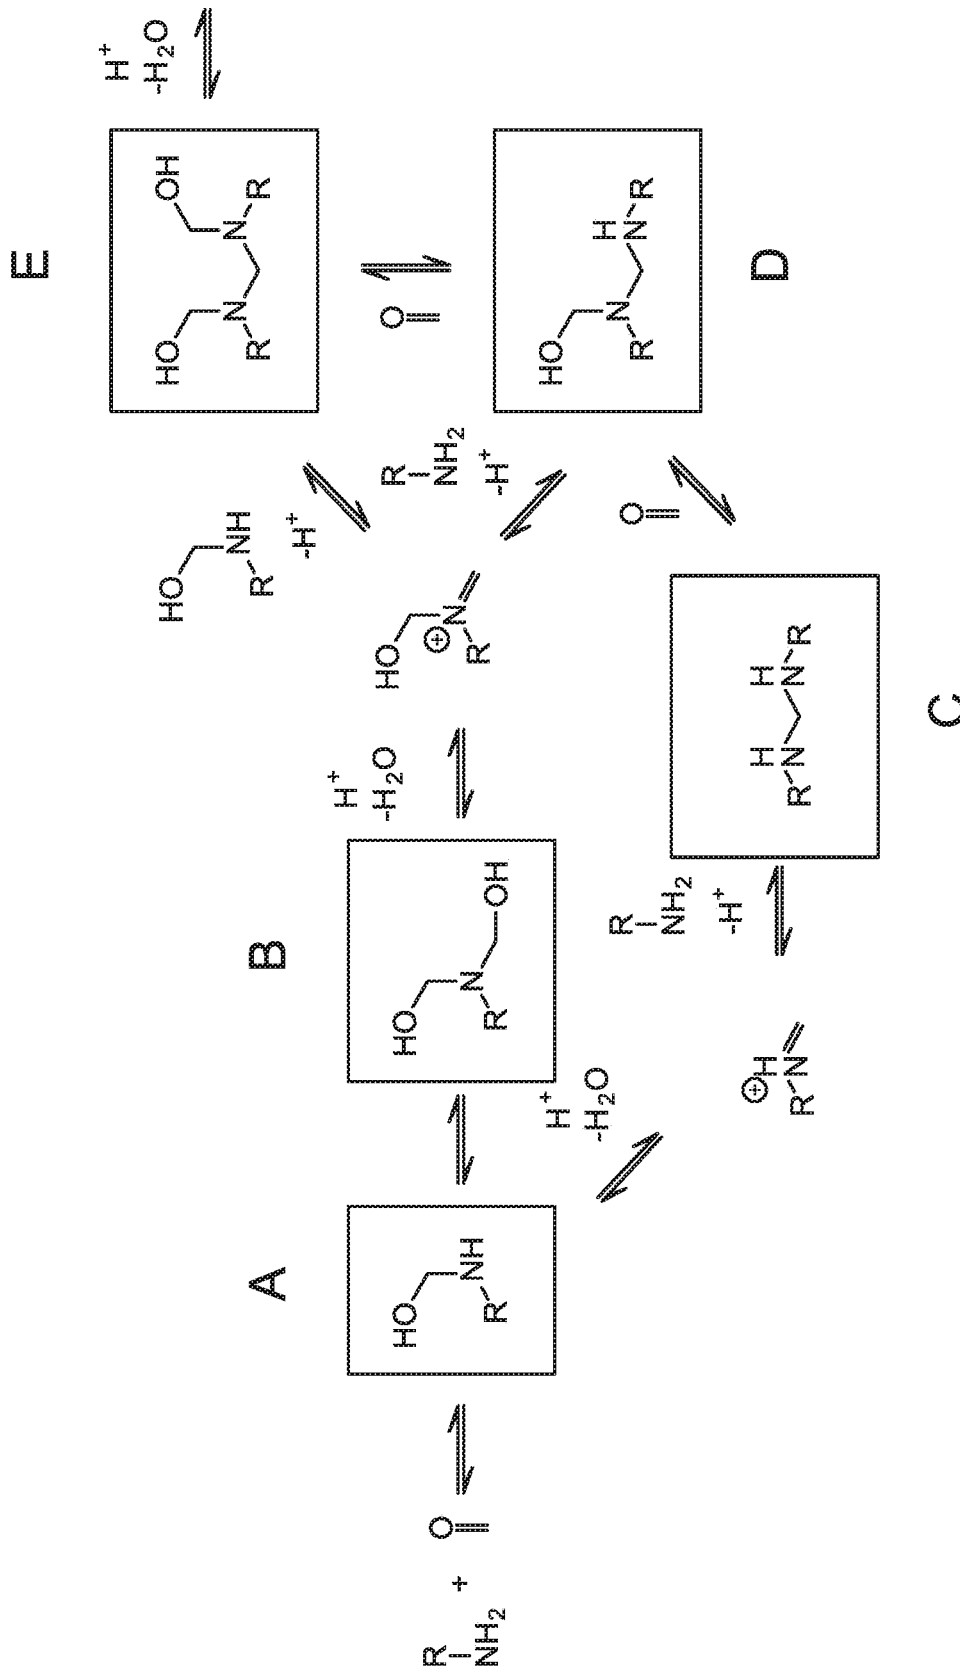 R
NH2
+
O
A
HO
NH
R
B
HO
N
R
OH
H+
-H2O
H
N
R
+
R
NH2
-H+
C
H H
N N
R R
H+
-H2O
HO
+
N
R
HO
NH
R
-H+
R
NH2
-H+
O
E
HO OH
N N
R R
O
D
HO H
N N
R R
H+
-H2O